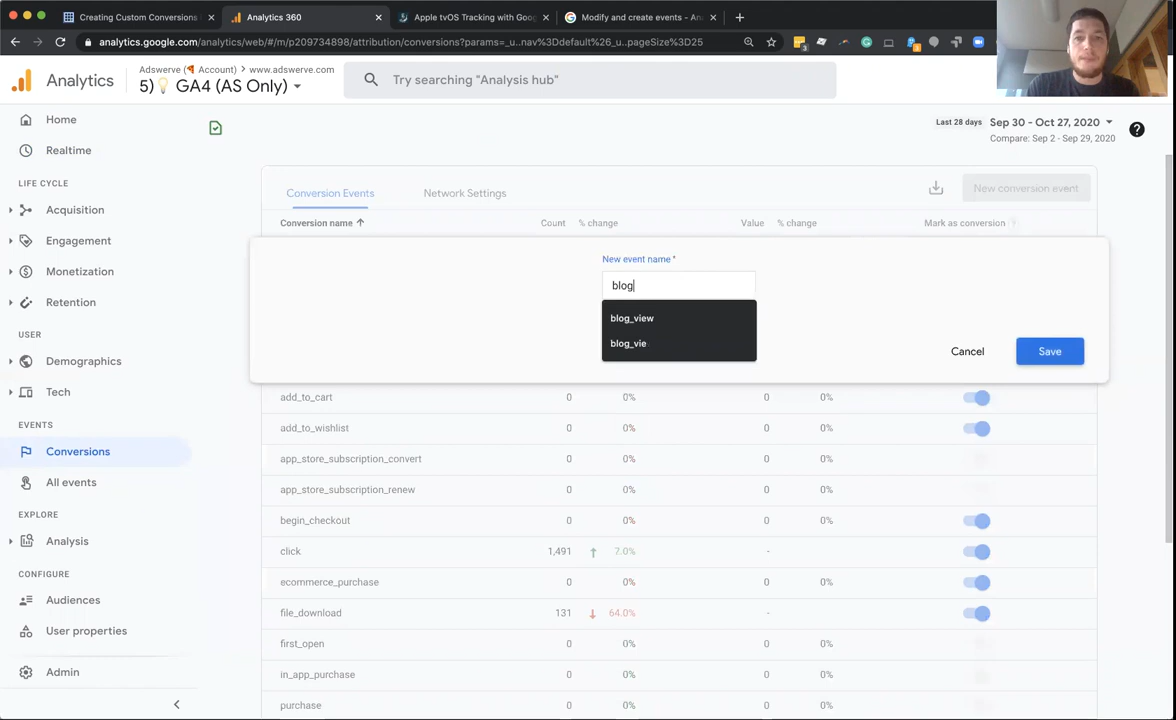 Creating Custom Conversions
Analytics 360
Apple tvOS Tracking with Goog
Modify and create events - An
analytics.google.com/analytics/web/#/m/p209734898/attribution/conversions?params=_u..nav%3Ddefault%26_u..pageSize%3D25
Analytics
Adswerve (🍕 Account) > www.adswerve.com
5)💡 GA4 (AS Only)
Try searching "Analysis hub"
Home
Realtime
LIFE CYCLE
Acquisition
Engagement
Monetization
Retention
USER
Demographics
Tech
EVENTS
Conversions
All events
EXPLORE
Analysis
CONFIGURE
Audiences
User properties
Admin
Last 28 days Sep 30 - Oct 27, 2020
Compare: Sep 2 - Sep 29, 2020
Conversion Events Network Settings New conversion event
Conversion name Count % change Value % change Mark as conversion
New event name *
blog
blog_view
blog_vie
Cancel Save
add_to_cart 0 0% 0 0%
add_to_wishlist 0 0% 0 0%
app_store_subscription_convert 0 0% 0 0%
app_store_subscription_renew 0 0% 0 0%
begin_checkout 0 0% 0 0%
click 1,491 ↑ 7.0% -
ecommerce_purchase 0 0% 0 0%
file_download 131 ↓ 64.0% -
first_open 0 0% 0 0%
in_app_purchase 0 0% 0 0%
purchase 0 0% 0 0%